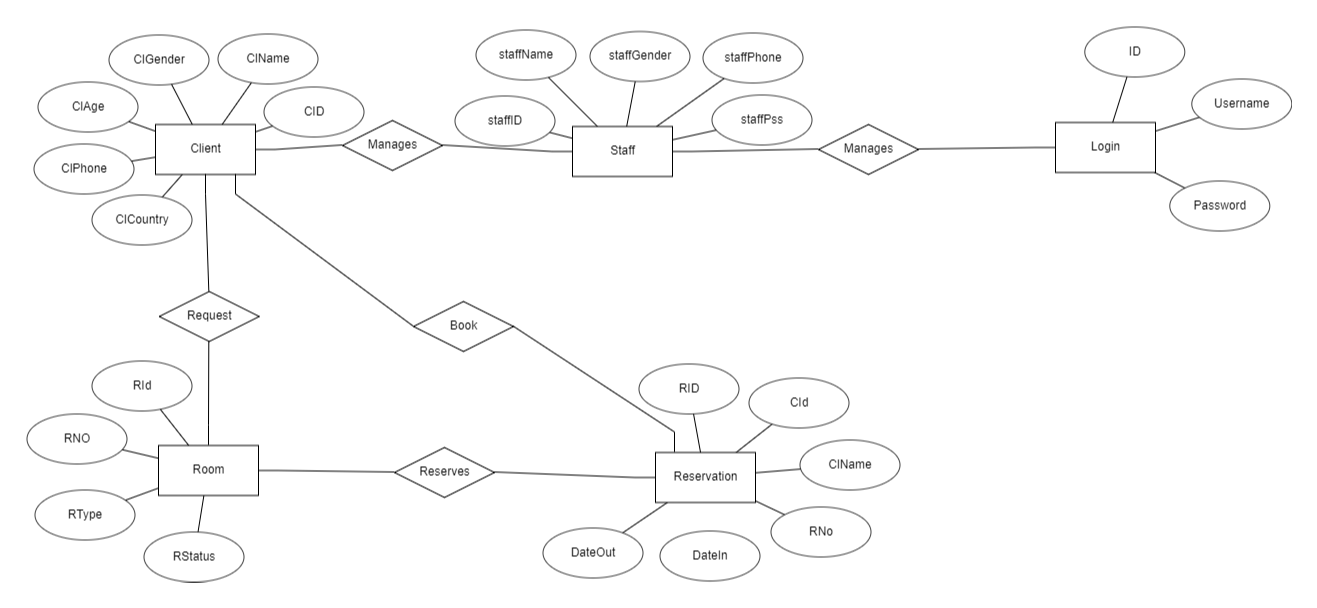 ClGender
ClName
ClAge
CID
Client
ClPhone
ClCountry
Manages
staffName
staffGender
staffPhone
staffID
staffPss
Staff
Manages
ID
Username
Login
Password
Request
Book
RId
RNO
Room
RType
RStatus
Reserves
RID
CId
ClName
Reservation
RNo
DateOut
DateIn